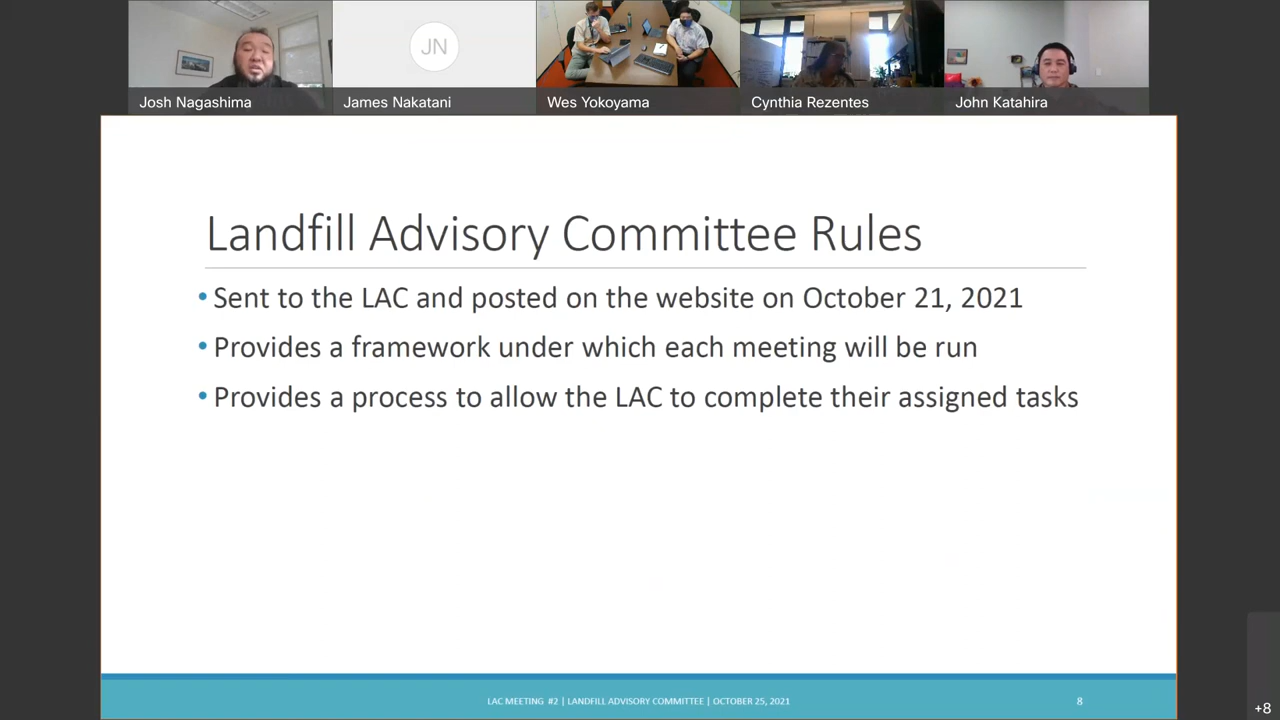 JN
Josh Nagashima
James Nakatani
Wes Yokoyama
Cynthia Rezentes
John Katahira
Landfill Advisory Committee Rules
• Sent to the LAC and posted on the website on October 21, 2021
• Provides a framework under which each meeting will be run
• Provides a process to allow the LAC to complete their assigned tasks
LAC MEETING #2 | LANDFILL ADVISORY COMMITTEE | OCTOBER 25, 2021
8
+8